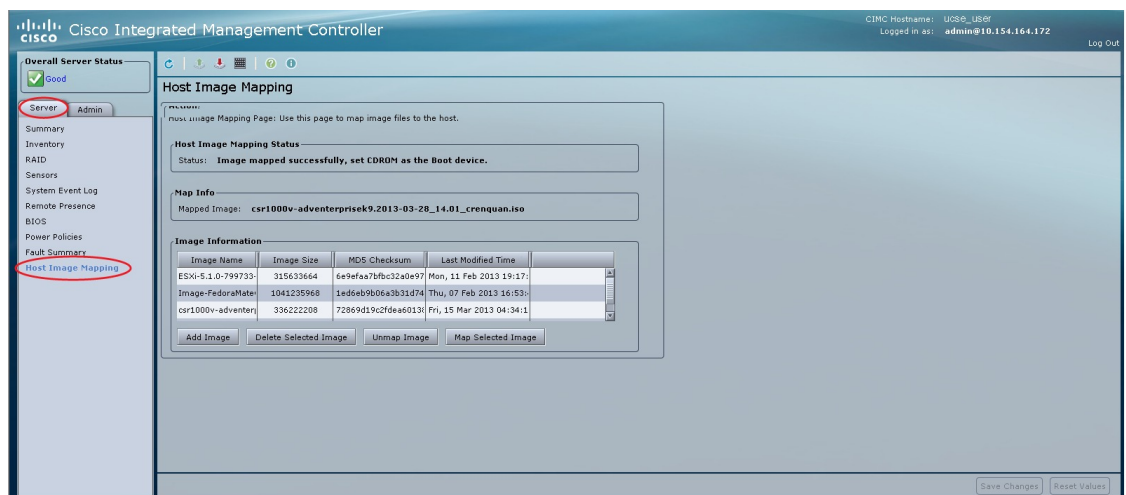 CISCO
Cisco Integrated Management Controller
CIMC Hostname: ucse_user
Logged in as: admin@10.154.164.172
Log Out
Overall Server Status
Good
Server
Admin
Summary
Inventory
RAID
Sensors
System Event Log
Remote Presence
BIOS
Power Policies
Fault Summary
Host Image Mapping
Host Image Mapping
Action:
Host Image Mapping Page: Use this page to map image files to the host.
Host Image Mapping Status
Status: Image mapped successfully, set CDROM as the Boot device.
Map Info
Mapped Image: csr1000v-adventerprisek9.2013-03-28_14.01_crenquan.iso
Image Information
Image Name Image Size MD5 Checksum Last Modified Time
ESXi-5.1.0-799733- 315633664 6e9efaa7bfbc32a0e97 Mon, 11 Feb 2013 19:17:
Image-FedoraMate 1041235968 1ed6eb9b06a3b31d74 Thu, 07 Feb 2013 16:53:
csr1000v-adventer 336222208 72869d19c2fdea6013 Fri, 15 Mar 2013 04:34:1
Add Image Delete Selected Image Unmap Image Map Selected Image
Save Changes Reset Values